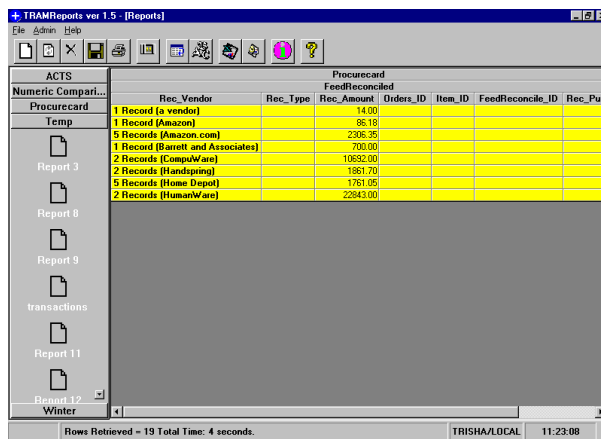 TRAMReports ver 1.5 - [Reports]
File Admin Help
ACTS
Numeric Compari...
Procurecard
Temp
Report 3
Report 8
Report 9
transactions
Report 11
Report 12
Winter
Procurecard
FeedReconciled
Rec_Vendor Rec_Type Rec_Amount Orders_ID Item_ID FeedReconcile_ID Rec_Pu
1 Record (a vendor) 14.00
1 Record (Amazon) 86.18
5 Records (Amazon.com) 2306.35
1 Record (Barrett and Associates) 700.00
2 Records (CompuWare) 10692.00
2 Records (Handspring) 1861.70
5 Records (Home Depot) 1761.05
2 Records (HumanWare) 22843.00
Rows Retrieved = 19 Total Time: 4 seconds. TRISHA/LOCAL 11:23:08